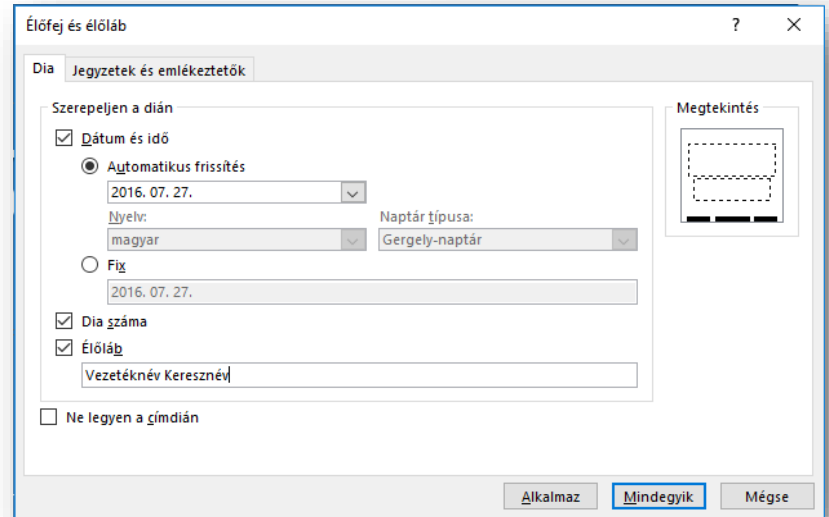 Élőfej és élőláb
?
Dia
Jegyzetek és emlékeztetők
Szerepeljen a dián
Megtekintés
Dátum és idő
Automatikus frissítés
2016. 07. 27.
Nyelv:
Naptár típusa:
magyar
Gergely-naptár
Fix
2016. 07. 27.
Dia száma
Élőláb
Vezetéknév Keresznév
Ne legyen a címdián
Alkalmaz
Mindegyik
Mégse